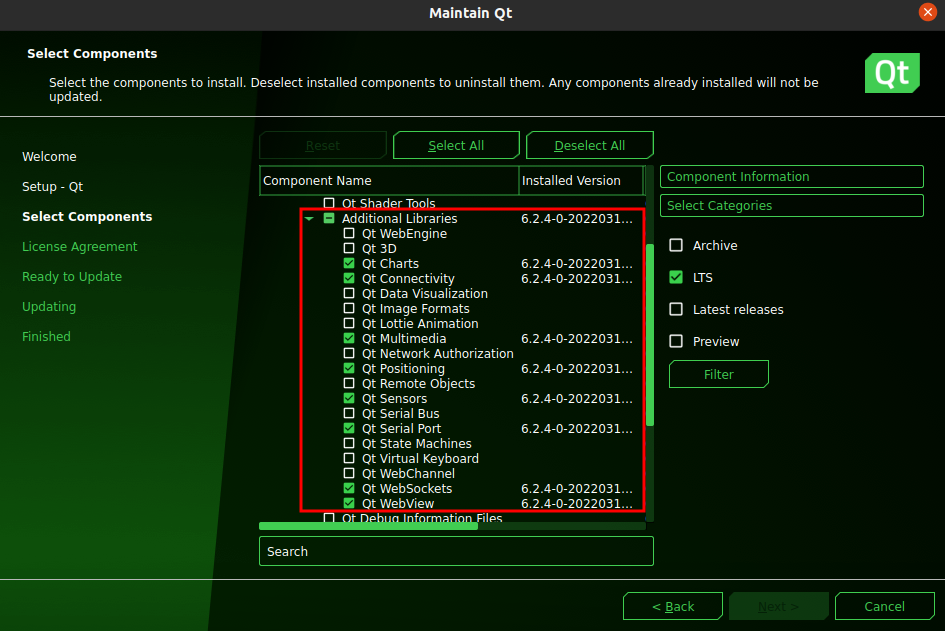 Maintain Qt
Select Components
Select the components to install. Deselect installed components to uninstall them. Any components already installed will not be
updated.
Qt
Welcome
Setup - Qt
Select Components
License Agreement
Ready to Update
Updating
Finished
Reset
Select All
Deselect All
Component Name Installed Version
Qt Shader Tools
Additional Libraries 6.2.4-0-2022031...
Qt WebEngine
Qt 3D
Qt Charts 6.2.4-0-2022031...
Qt Connectivity 6.2.4-0-2022031...
Qt Data Visualization
Qt Image Formats
Qt Lottie Animation
Qt Multimedia 6.2.4-0-2022031...
Qt Network Authorization
Qt Positioning 6.2.4-0-2022031...
Qt Remote Objects
Qt Sensors 6.2.4-0-2022031...
Qt Serial Bus
Qt Serial Port 6.2.4-0-2022031...
Qt State Machines
Qt Virtual Keyboard
Qt WebChannel
Qt WebSockets 6.2.4-0-2022031...
Qt WebView 6.2.4-0-2022031...
Qt Debug Information Files
Search
Component Information
Select Categories
Archive
LTS
Latest releases
Preview
Filter
< Back
Next >
Cancel